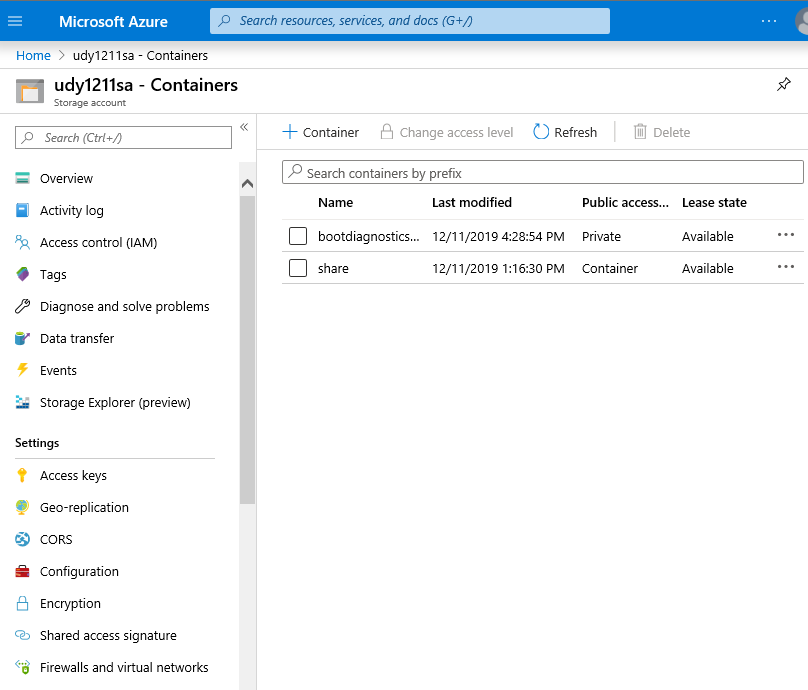 Microsoft Azure
Search resources, services, and docs (G+/)
Home > udy1211sa - Containers
udy1211sa - Containers
Storage account
Search (Ctrl+/)
Overview
Activity log
Access control (IAM)
Tags
Diagnose and solve problems
Data transfer
Events
Storage Explorer (preview)
Settings
Access keys
Geo-replication
CORS
Configuration
Encryption
Shared access signature
Firewalls and virtual networks
Container Change access level Refresh Delete
Search containers by prefix
Name Last modified Public access... Lease state
bootdiagnostics... 12/11/2019 4:28:54 PM Private Available
share 12/11/2019 1:16:30 PM Container Available